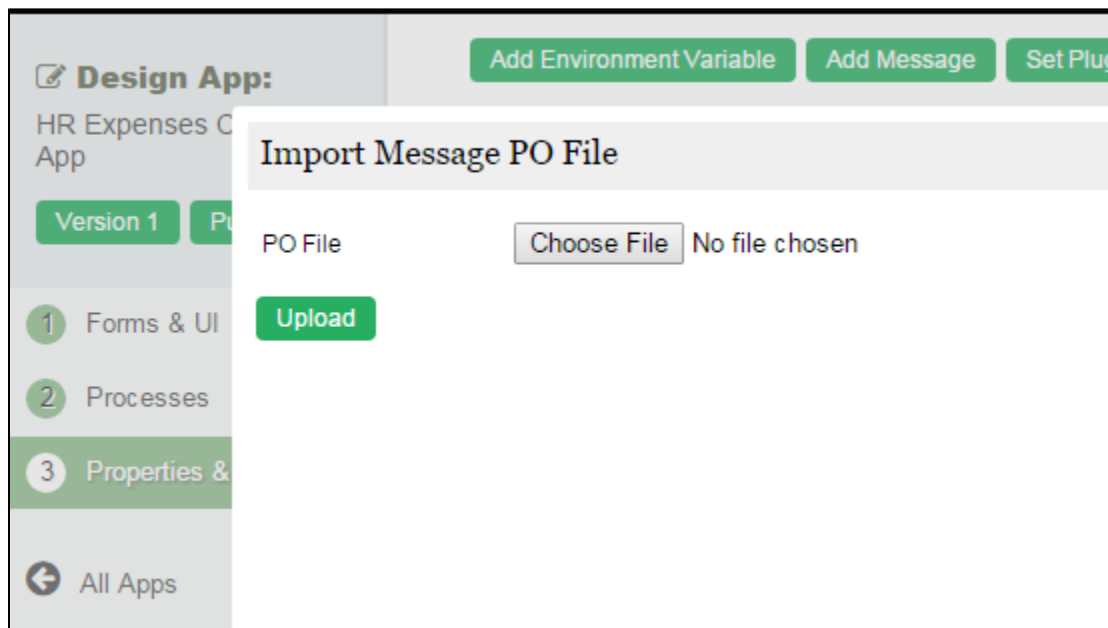 Design App:
HR Expenses
App
Version 1
Add Environment Variable Add Message Set
Import Message PO File
PO File Choose File No file chosen
Upload
1 Forms & UI
2 Processes
3 Properties &
All Apps